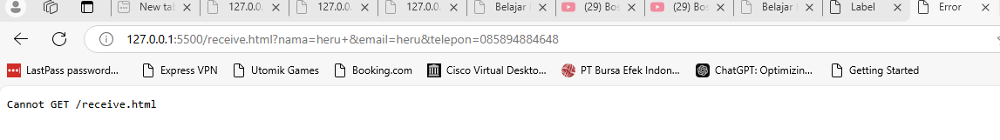 New tab 127.0.0. 127.0.0. 127.0.0. Belajar (29) Bos (29) Bos Belajar Label Error
127.0.0.1:5500/receive.html?nama=heru+&email=heru&telepon=085894884648
LastPass password... Express VPN Utomik Games Booking.com Cisco Virtual Deskto... PT Bursa Efek Indon... ChatGPT: Optimizin... Getting Started
Cannot GET /receive.html